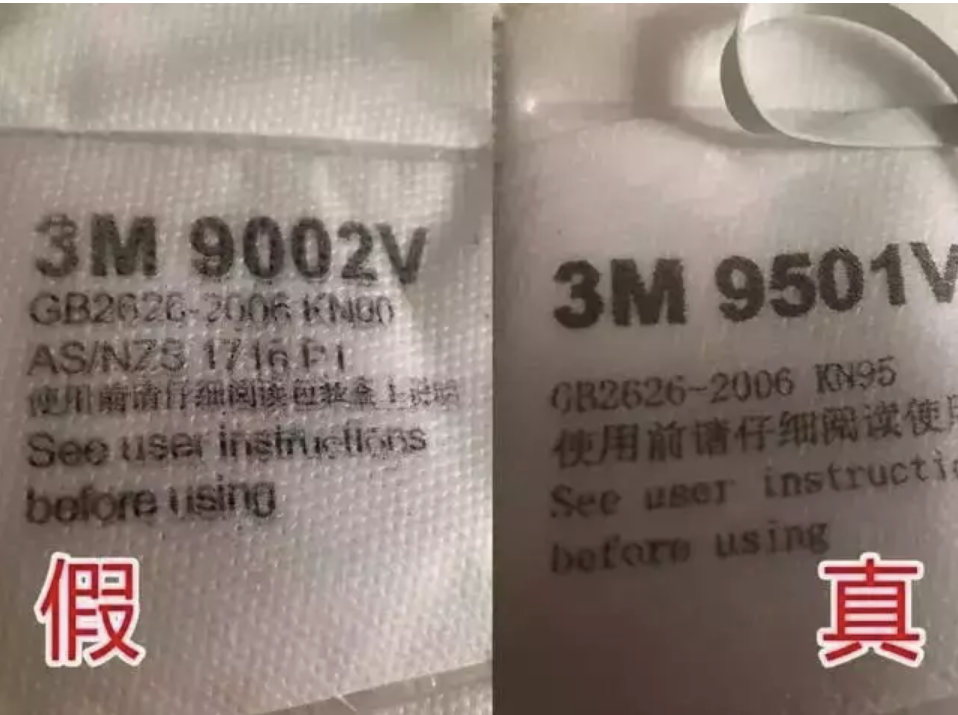 3M 9002V
GB2626-2006 KN90
AS/NZS 1716 P1
使用前请仔细阅读包装盒上说明
See user instructions
before using
假
3M 9501V
GB2626-2006 KN95
使用前请仔细阅读使用
See user instructi
before using
真